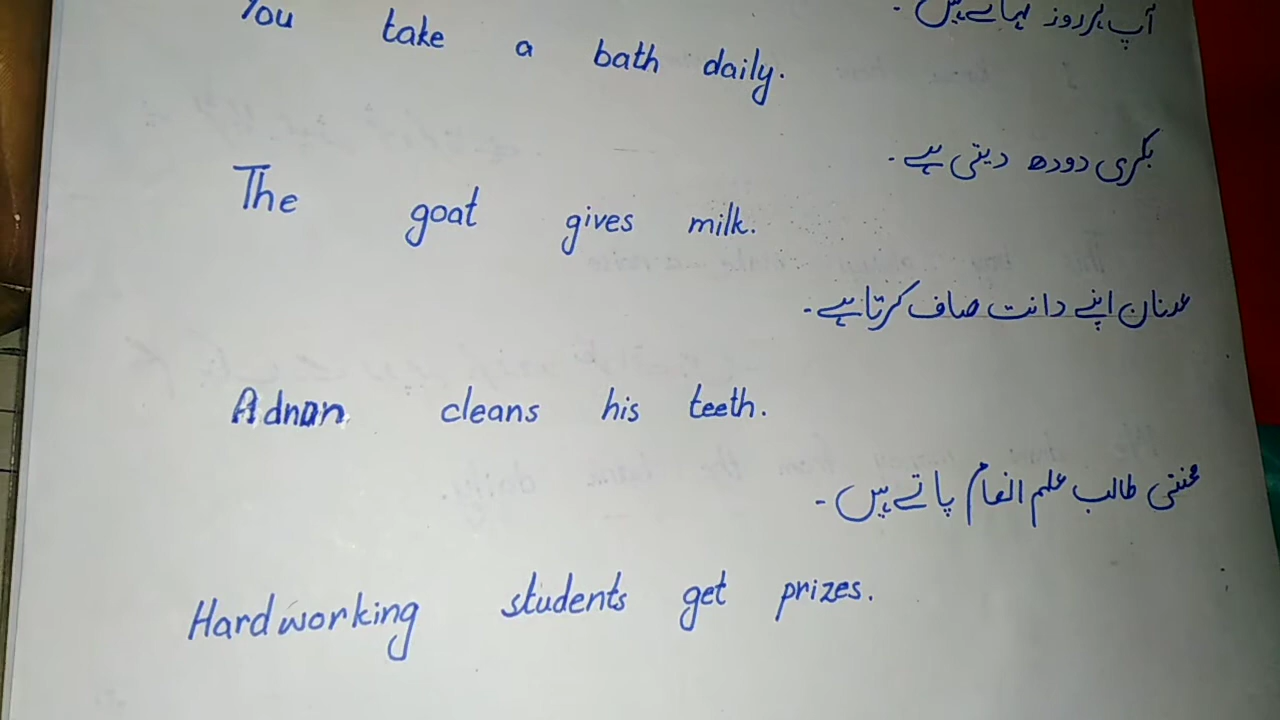 آپ ہر روز نہاتے ہیں ۔
You take a bath daily.
بکری دودھ دیتی ہے ۔
The goat gives milk.
عدنان اپنے دانت صاف کرتا ہے ۔
Adnan cleans his teeth.
محنتی طالب علم انعام پاتے ہیں ۔
Hardworking students get prizes.